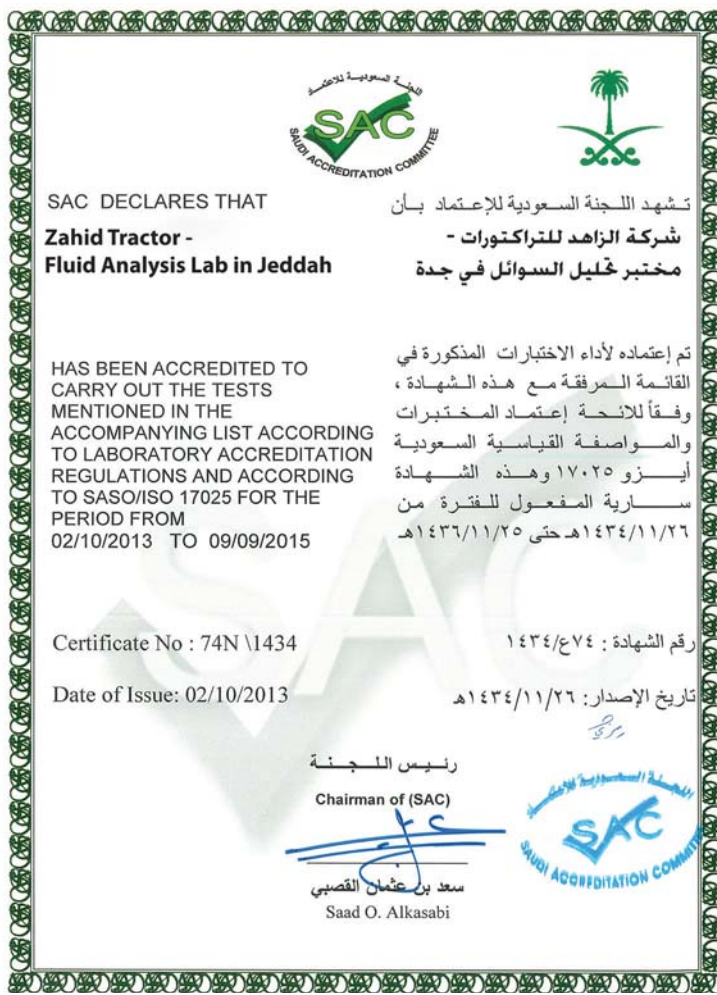 اللجنة السعودية للاعتماد
SAC
SAUDI ACCREDITATION COMMITTEE
SAC DECLARES THAT
Zahid Tractor -
Fluid Analysis Lab in Jeddah
تشهد اللجنة السعودية للإعتماد بأن
شركة الزاهد للتراكتورات -
مختبر تحليل السوائل في جدة
HAS BEEN ACCREDITED TO
CARRY OUT THE TESTS
MENTIONED IN THE
ACCOMPANYING LIST ACCORDING
TO LABORATORY ACCREDITATION
REGULATIONS AND ACCORDING
TO SASO/ISO 17025 FOR THE
PERIOD FROM
02/10/2013 TO 09/09/2015
تم إعتماده لأداء الاختبارات المذكورة في
القائمة المرفقة مع هذه الشهادة ،
وفقاً للائحة إعتماد المختبرات
والمواصفة القياسية السعودية
أيزو ١٧٠٢٥ وهذه الشهادة
سارية المفعول للفترة من
١٤٣٤/١١/٢٦هـ حتى ١٤٣٦/١١/٢٥هـ
Certificate No : 74N \1434
رقم الشهادة : ٧٤ع/١٤٣٤
Date of Issue: 02/10/2013
تاريخ الإصدار: ١٤٣٤/١١/٢٦هـ
رئيس اللجنة
Chairman of (SAC)
سعد بن عثمان القصبي
Saad O. Alkasabi
اللجنة السعودية للاعتماد
SAC
SAUDI ACCREDITATION COMMITTEE
SAC